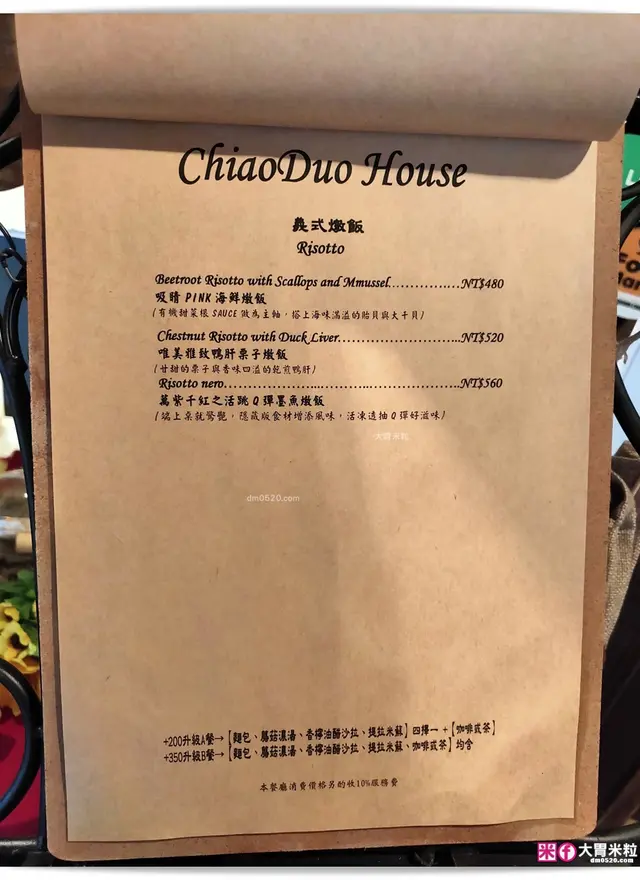 ChiaoDuo House
義式燉飯
Risotto
Beetroot Risotto with Scallops and Mmussel.................NT$480
吸睛 PINK 海鮮燉飯
(有機甜菜根 SAUCE 做為主軸，搭上海味滿溢的貽貝與大干貝)
Chestnut Risotto with Duck Liver.........................NT$520
唯美雅致鴨肝栗子燉飯
(甘甜的栗子與香味四溢的乾煎鴨肝)
Risotto nero................................................NT$560
萬紫千紅之活跳 Q 彈墨魚燉飯
(端上桌就驚艷，隱藏版食材增添風味，活凍透抽 Q 彈好滋味)
大胃米粒
dm0520.com
+200升級A餐→【麵包、蘑菇濃湯、香檸油醋沙拉、提拉米蘇】四擇一 +【咖啡或茶】
+350升級B餐→【麵包、蘑菇濃湯、香檸油醋沙拉、提拉米蘇、咖啡或茶】均含
本餐廳消費價格另酌收10%服務費
米 f 大胃米粒
dm0520.com